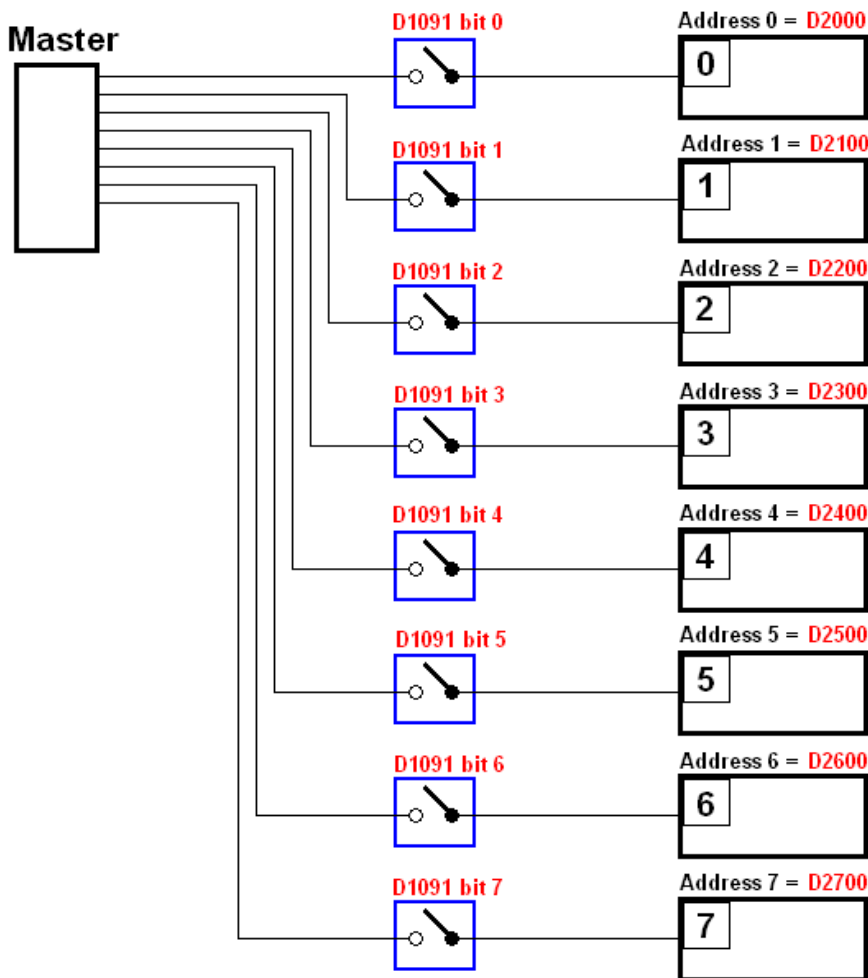 Master
D1091 bit 0
Address 0 = D2000
0
D1091 bit 1
Address 1 = D2100
1
D1091 bit 2
Address 2 = D2200
2
D1091 bit 3
Address 3 = D2300
3
D1091 bit 4
Address 4 = D2400
4
D1091 bit 5
Address 5 = D2500
5
D1091 bit 6
Address 6 = D2600
6
D1091 bit 7
Address 7 = D2700
7